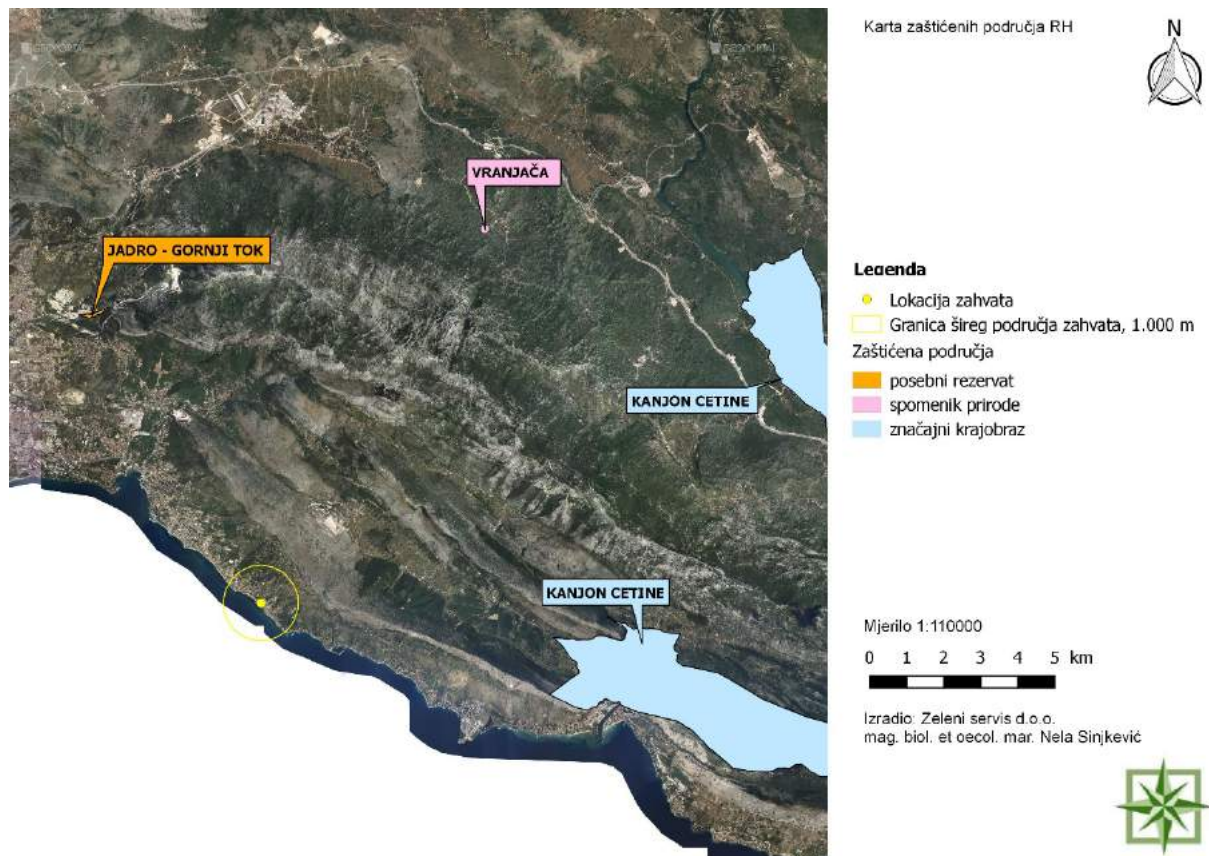 GEOPORTAL
GEOPORTAL
VRANJAČA
JADRO - GORNJI TOK
KANJON CETINE
KANJON CETINE
Karta zaštićenih područja RH
N
Legenda
Lokacija zahvata
Granica šireg područja zahvata, 1.000 m
Zaštićena područja
posebni rezervat
spomenik prirode
značajni krajobraz
Mjerilo 1:110000
0 1 2 3 4 5 km
Izradio: Zeleni servis d.o.o.
mag. biol. et oecol. mar. Nela Sinjkević